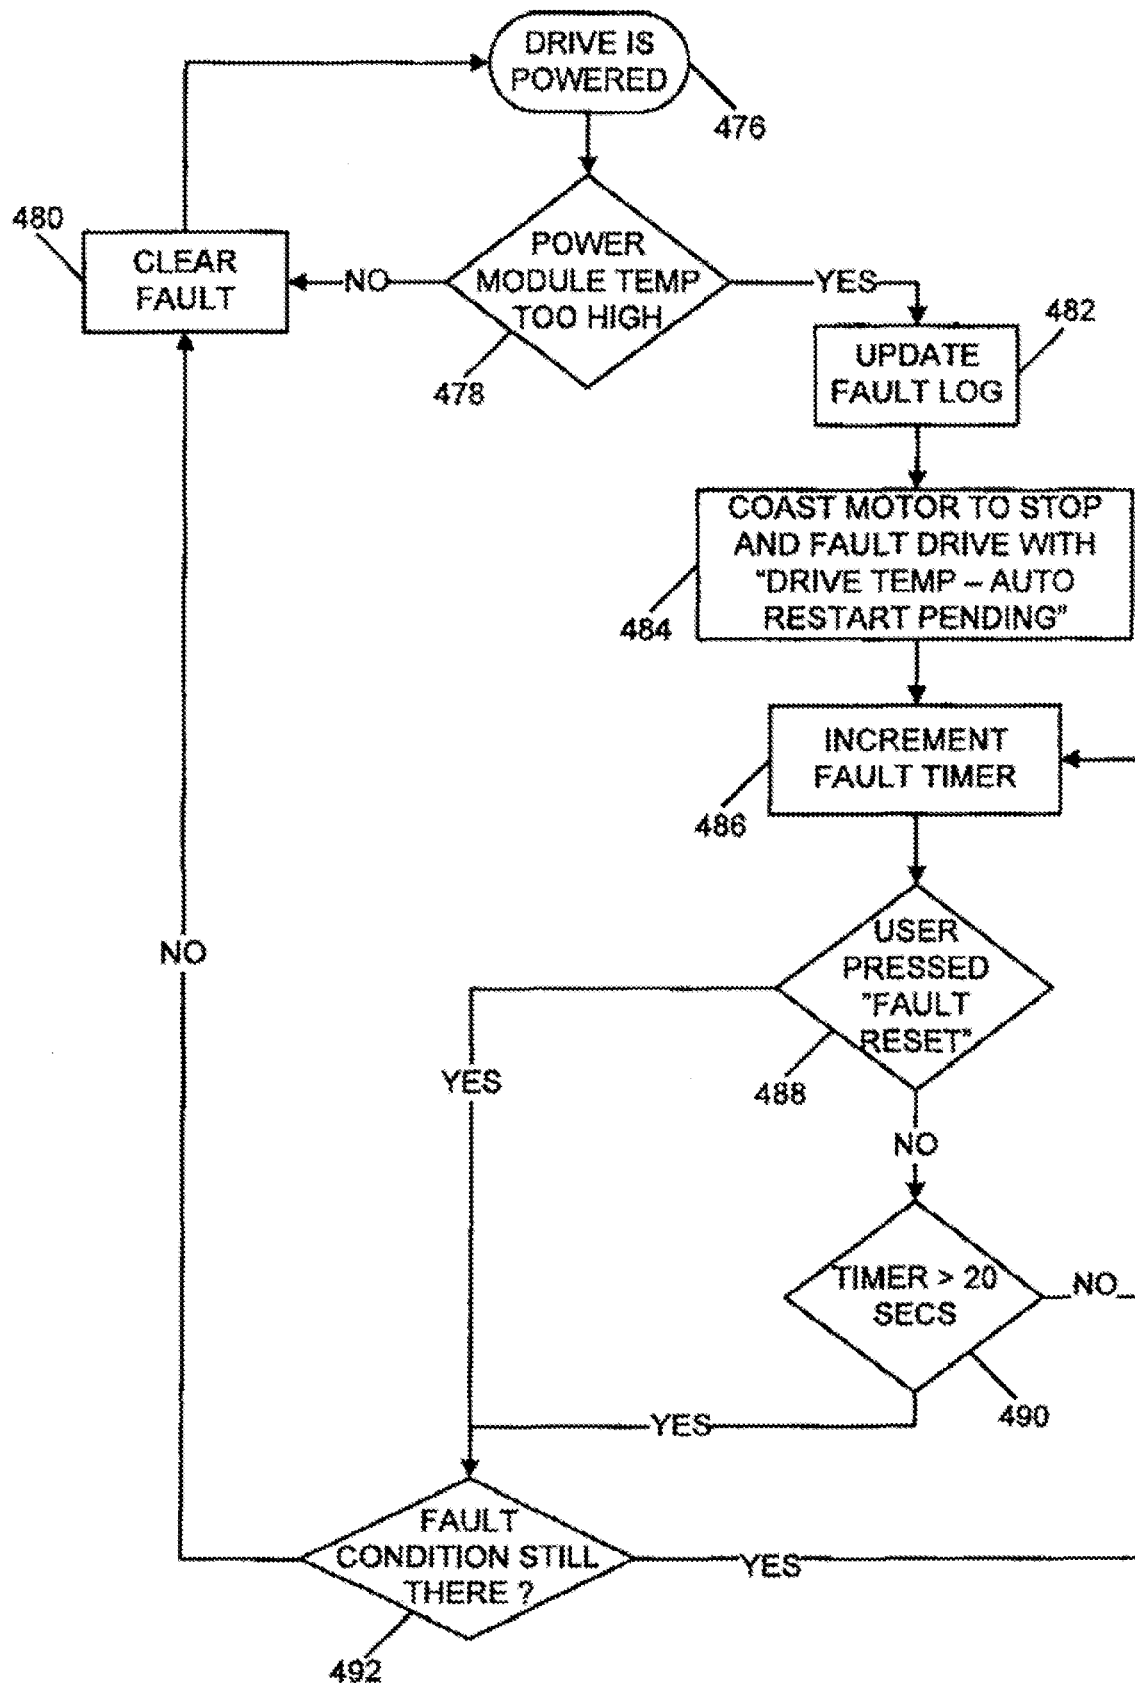 DRIVE IS
POWERED
476
480
CLEAR
FAULT
NO
POWER
MODULE TEMP
TOO HIGH
478
YES
482
UPDATE
FAULT LOG
COAST MOTOR TO STOP
AND FAULT DRIVE WITH
"DRIVE TEMP – AUTO
RESTART PENDING"
484
INCREMENT
FAULT TIMER
486
NO
USER
PRESSED
"FAULT
RESET"
488
YES
NO
TIMER > 20
SECS
NO
490
YES
FAULT
CONDITION STILL
THERE ?
YES
492